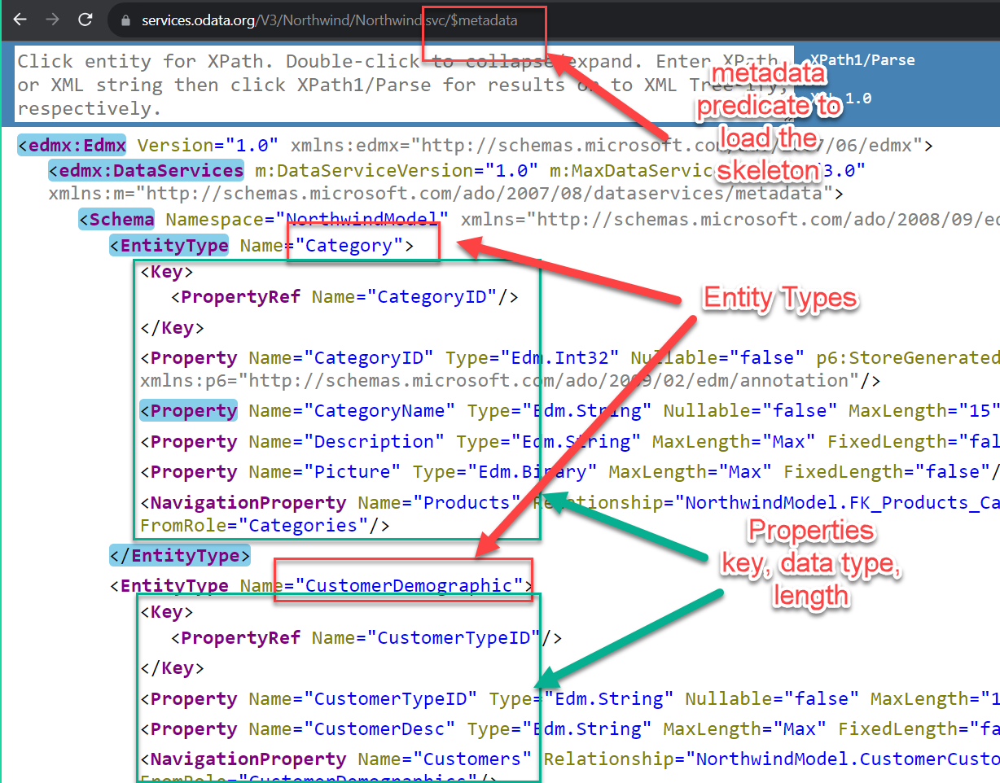 services.odata.org/V3/Northwind/Northwind.svc/$metadata
Click entity for XPath. Double-click to collapse/expand. Enter XPath
or XML string then click XPath1/Parse for results on to XML Tree-ify,
respectively.
XPath1/Parse
1.0
metadata
predicate to
load the
skeleton
<edmx:Edmx Version="1.0" xmlns:edmx="http://schemas.microsoft.com/ /06/edmx">
<edmx:DataServices m:DataServiceVersion="1.0" m:MaxDataServic 3.0"
xmlns:m="http://schemas.microsoft.com/ado/2007/08/dataservices/metadata">
<Schema Namespace="NorthwindModel" xmlns="http://schemas.microsoft.com/ado/2008/09/ed
<EntityType Name="Category">
<Key>
<PropertyRef Name="CategoryID"/>
</Key>
Entity Types
<Property Name="CategoryID" Type="Edm.Int32" Nullable="false" p6:StoreGenerated
xmlns:p6="http://schemas.microsoft.com/ado/2009/02/edm/annotation"/>
<Property Name="CategoryName" Type="Edm.String" Nullable="false" MaxLength="15"
<Property Name="Description" Type="Edm.String" MaxLength="Max" FixedLength="fal
<Property Name="Picture" Type="Edm.Binary" MaxLength="Max" FixedLength="false"/
<NavigationProperty Name="Products" Relationship="NorthwindModel.FK_Products_Ca
FromRole="Categories"/>
</EntityType>
Properties
key, data type,
length
<EntityType Name="CustomerDemographic">
<Key>
<PropertyRef Name="CustomerTypeID"/>
</Key>
<Property Name="CustomerTypeID" Type="Edm.String" Nullable="false" MaxLength="1
<Property Name="CustomerDesc" Type="Edm.String" MaxLength="Max" FixedLength="fa
<NavigationProperty Name="Customers" Relationship="NorthwindModel.CustomerCusto
FromRole="CustomerDemographics"/>